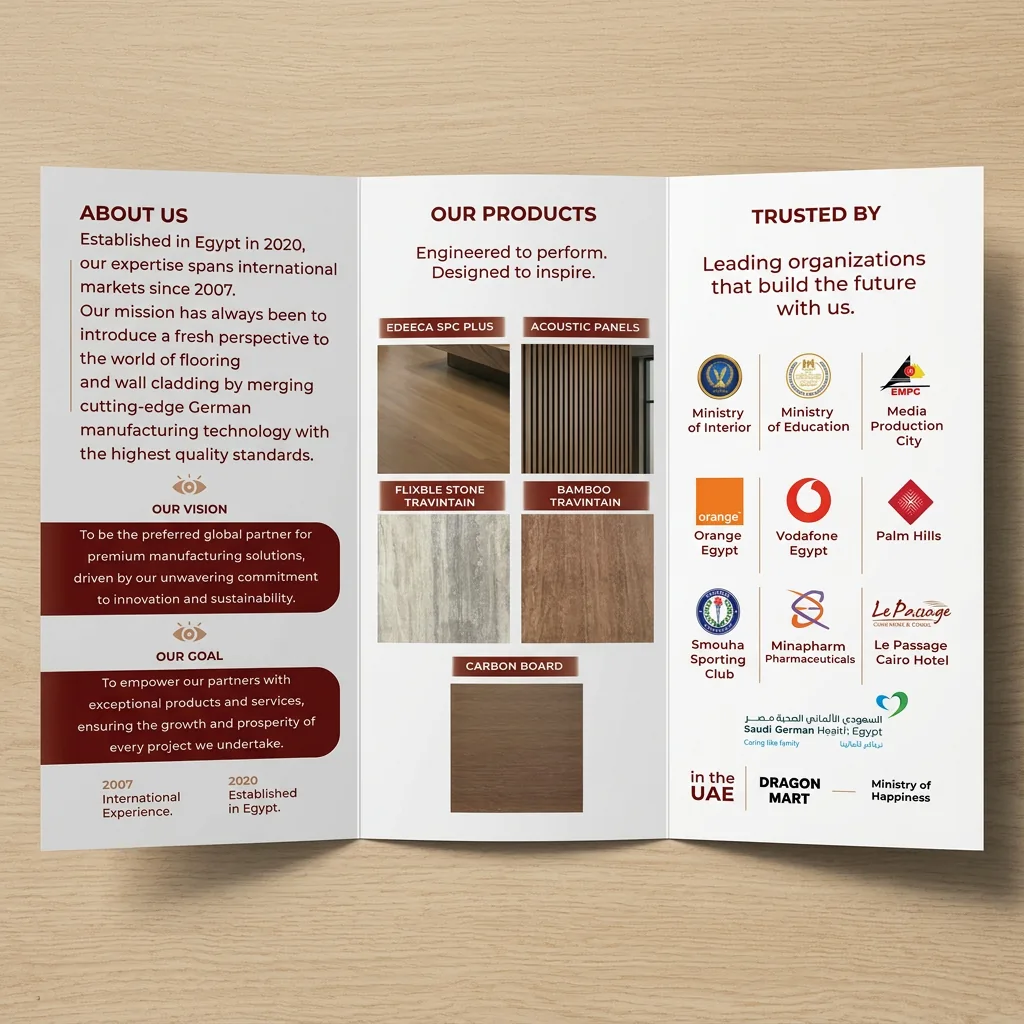 ABOUT US
Established in Egypt in 2020,
our expertise spans international
markets since 2007.
Our mission has always been to
introduce a fresh perspective to
the world of flooring
and wall cladding by merging
cutting-edge German
manufacturing technology with
the highest quality standards.
OUR VISION
To be the preferred global partner for
premium manufacturing solutions,
driven by our unwavering commitment
to innovation and sustainability.
OUR GOAL
To empower our partners with
exceptional products and services,
ensuring the growth and prosperity of
every project we undertake.
2007
International
Experience.
2020
Established
in Egypt.
OUR PRODUCTS
Engineered to perform.
Designed to inspire.
EDEECA SPC PLUS
ACOUSTIC PANELS
FLIXBLE STONE
TRAVINTAIN
BAMBOO
TRAVINTAIN
CARBON BOARD
TRUSTED BY
Leading organizations
that build the future
with us.
Ministry
of Interior
Ministry
of Education
EMPC
Media
Production
City
orange
Orange
Egypt
Vodafone
Egypt
Palm Hills
Smouha
Sporting
Club
Minapharm
Pharmaceuticals
Le Passage
Le Passage
Cairo Hotel
السعودي الألماني الصحية مصر
Saudi German Health Egypt
Caring like family
in the
UAE
DRAGON
MART
Ministry of
Happiness